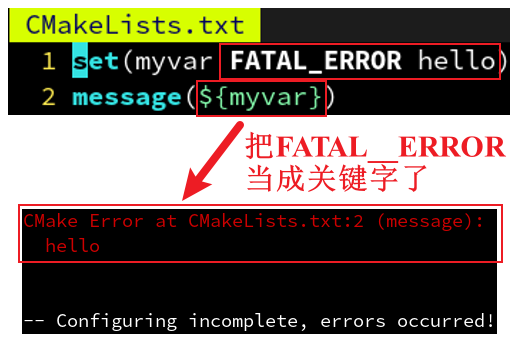 CMakeLists.txt
1 set(myvar FATAL_ERROR hello)
2 message(${myvar})
把FATAL__ERROR
当成关键字了
CMake Error at CMakeLists.txt:2 (message):
hello
-- Configuring incomplete, errors occurred!